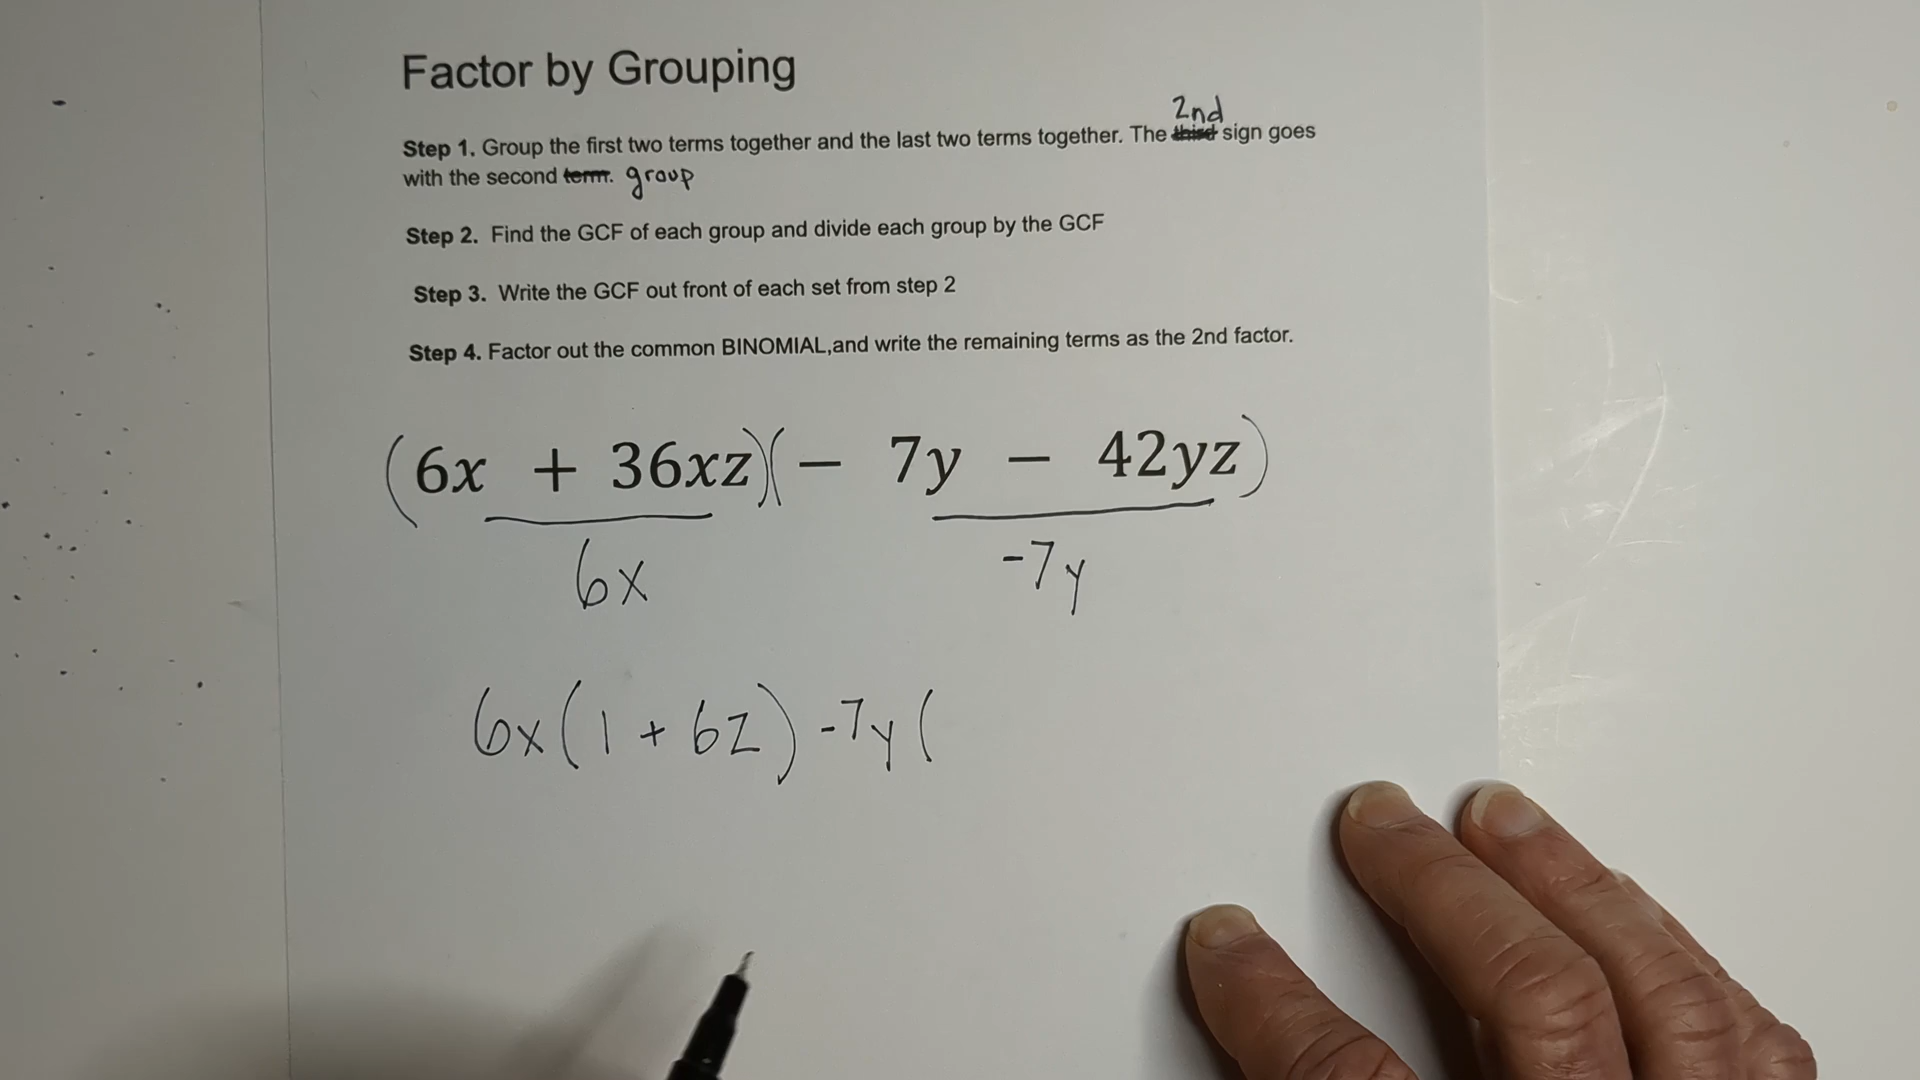 Factor by Grouping
2nd
Step 1. Group the first two terms together and the last two terms together. The third sign goes
with the second term. group
Step 2. Find the GCF of each group and divide each group by the GCF
Step 3. Write the GCF out front of each set from step 2
Step 4. Factor out the common BINOMIAL,and write the remaining terms as the 2nd factor.
(6x + 36xz)(− 7y − 42yz)
6x -7y
6x(1 + 6z) -7y(